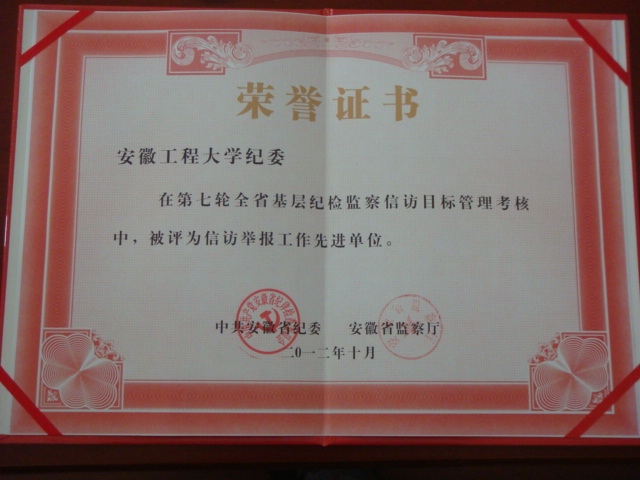 荣誉证书
安徽工程大学纪委
在第七轮全省基层纪检监察信访目标管理考核
中，被评为信访举报工作先进单位。
中共安徽省纪委 安徽省监察厅
二〇一二年十月